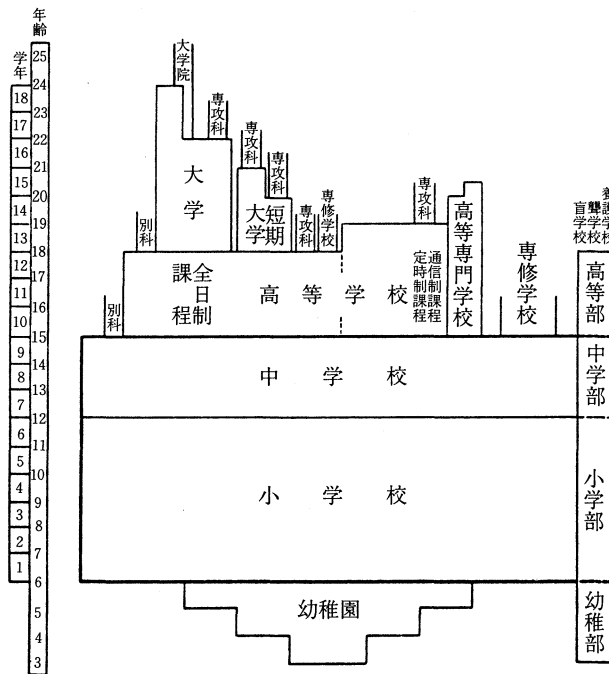 年齢
学年
25
24
23
22
21
20
19
18
17
16
15
14
13
12
11
10
9
8
7
6
5
4
3
18
17
16
15
14
13
12
11
10
9
8
7
6
5
4
3
2
1
大学院
専攻科
大学
専攻科
専攻科
短期大学
専攻科
専修学校
専攻科
別科
別科
全日制課程
高等学校
通信制課程
定時制課程
高等専門学校
専修学校
養護学校
聾学校
盲学校
高等部
中学校
中学部
小学校
小学部
幼稚園
幼稚部